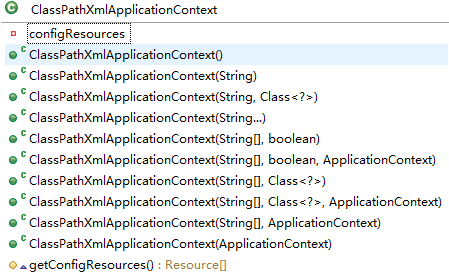 ClassPathXmlApplicationContext
configResources
ClassPathXmlApplicationContext()
ClassPathXmlApplicationContext(String)
ClassPathXmlApplicationContext(String, Class<?>)
ClassPathXmlApplicationContext(String...)
ClassPathXmlApplicationContext(String[], boolean)
ClassPathXmlApplicationContext(String[], boolean, ApplicationContext)
ClassPathXmlApplicationContext(String[], Class<?>)
ClassPathXmlApplicationContext(String[], Class<?>, ApplicationContext)
ClassPathXmlApplicationContext(String[], ApplicationContext)
ClassPathXmlApplicationContext(ApplicationContext)
getConfigResources() : Resource[]